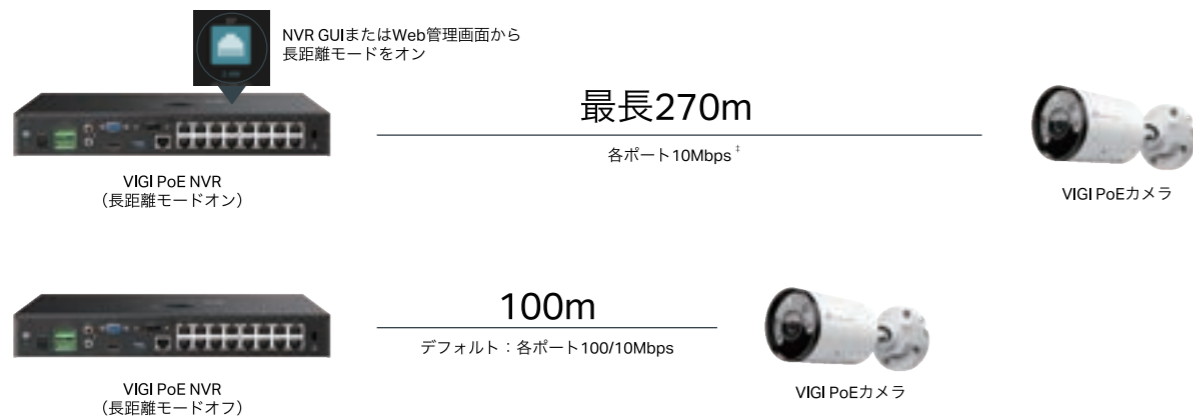 NVR GUIまたはWeb管理画面から
長距離モードをオン
最長270m
各ポート10Mbps‡
VIGI PoE NVR
（長距離モードオン）
VIGI PoEカメラ
100m
デフォルト：各ポート100/10Mbps
VIGI PoE NVR
（長距離モードオフ）
VIGI PoEカメラ